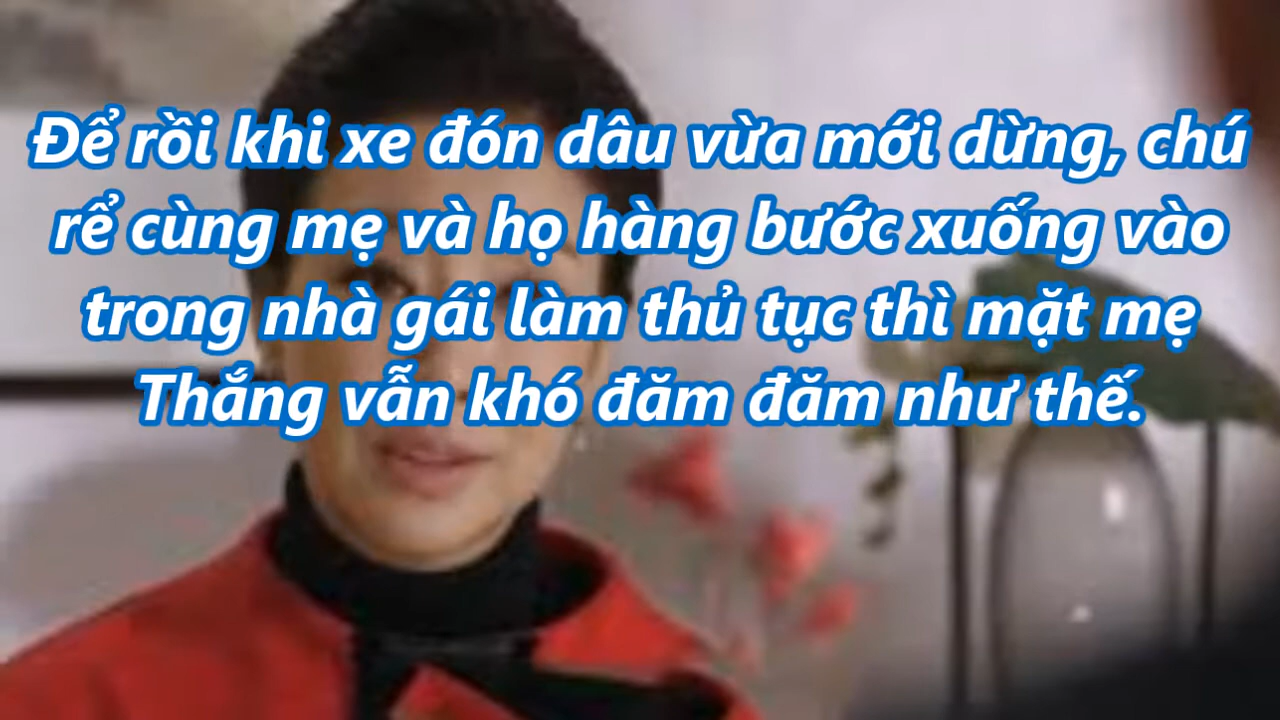 Để rồi khi xe đón dâu vừa mới dừng, chú
rể cùng mẹ và họ hàng bước xuống vào
trong nhà gái làm thủ tục thì mặt mẹ
Thắng vẫn khó đăm đăm như thế.